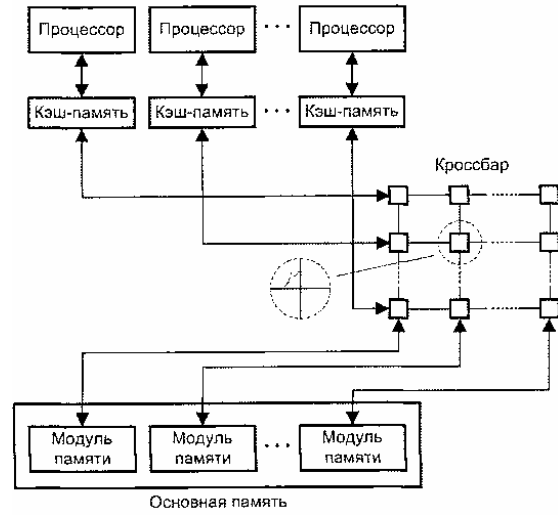 Процессор Процессор ··· Процессор
Кэш-память Кэш-память ··· Кэш-память
Кроссбар
Модуль памяти Модуль памяти ··· Модуль памяти
Основная память